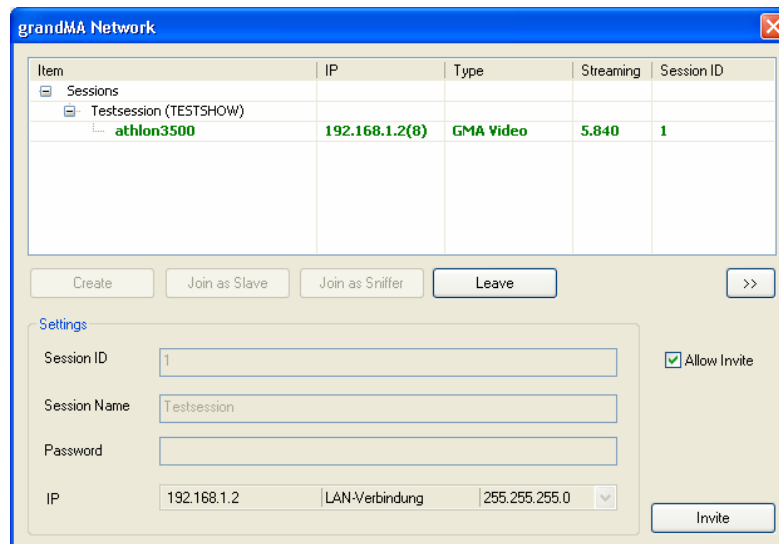 grandMA Network
Item IP Type Streaming Session ID
Sessions
Testsession (TESTSHOW)
athlon3500 192.168.1.2(8) GMA Video 5.840 1
Create Join as Slave Join as Sniffer Leave >>
Settings
Session ID 1
Allow Invite
Session Name Testsession
Password
IP 192.168.1.2 LAN-Verbindung 255.255.255.0
Invite